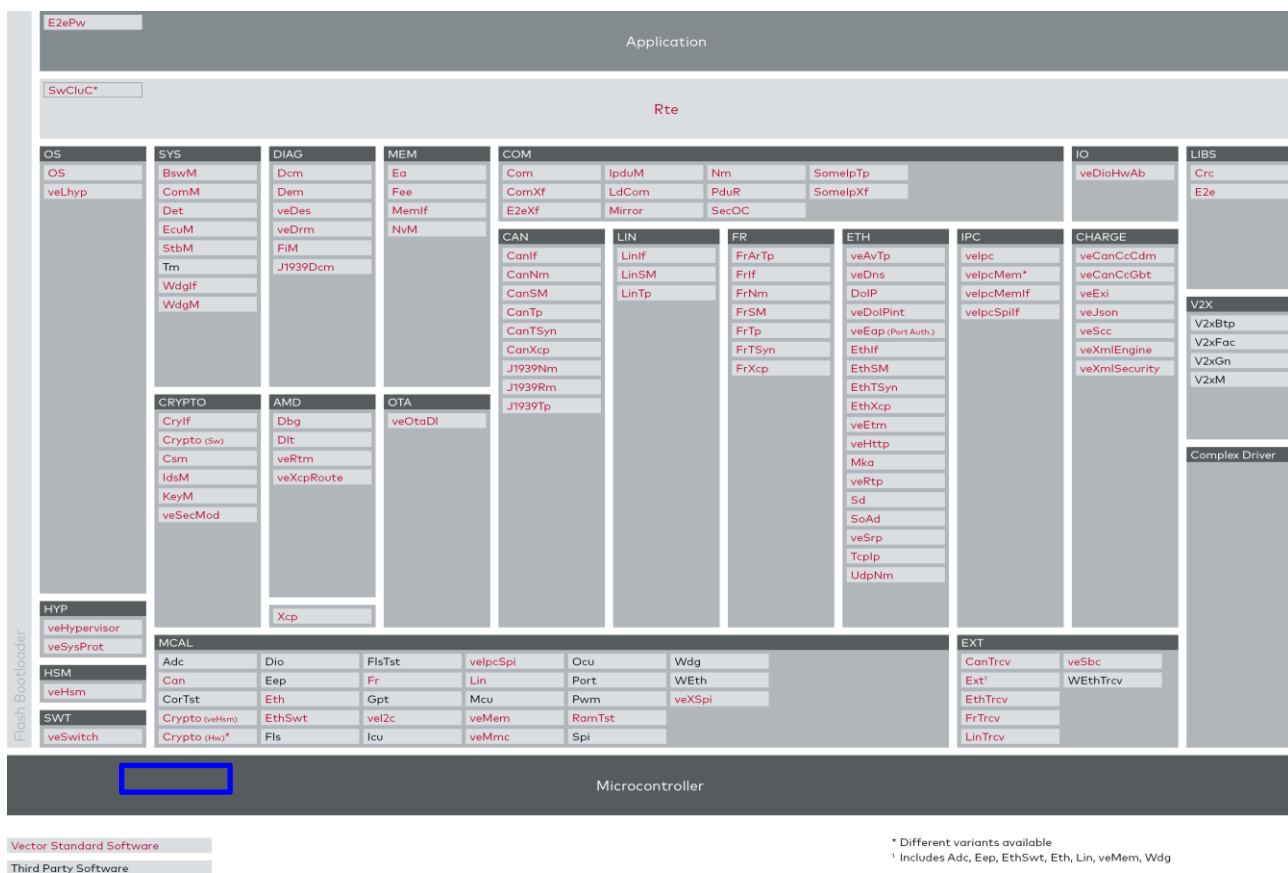 E2ePw
Application
SwCluC*
Rte
Flash Bootloader
OS
OS
veLhyp
SYS
BswM
ComM
Det
EcuM
StbM
Tm
WdgIf
WdgM
DIAG
Dcm
Dem
veDes
veDrm
FiM
J1939Dcm
MEM
Ea
Fee
MemIf
NvM
COM
Com
IpduM
Nm
SomeIpTp
ComXf
LdCom
PduR
SomeIpXf
E2eXf
Mirror
SecOC
IO
veDioHwAb
LIBS
Crc
E2e
CAN
CanIf
CanNm
CanSM
CanTp
CanTSyn
CanXcp
J1939Nm
J1939Rm
J1939Tp
LIN
LinIf
LinSM
LinTp
FR
FrArTp
FrIf
FrNm
FrSM
FrTp
FrTSyn
FrXcp
ETH
veAvTp
veDns
DoIP
veDoIPint
veEap (Port Auth.)
EthIf
EthSM
EthTSyn
EthXcp
veEtm
veHttp
Mka
veRtp
Sd
SoAd
veSrp
TcpIp
UdpNm
IPC
veIpc
veIpcMem*
veIpcMemIf
veIpcSpiIf
CHARGE
veCanCcCdm
veCanCcGbt
veExi
veJson
veScc
veXmlEngine
veXmlSecurity
V2X
V2xBtp
V2xFac
V2xGn
V2xM
CRYPTO
CryIf
Crypto (Sw)
Csm
IdsM
KeyM
veSecMod
AMD
Dbg
Dlt
veRtm
veXcpRoute
Xcp
OTA
veOtaDl
Complex Driver
HYP
veHypervisor
veSysProt
HSM
veHsm
SWT
veSwitch
MCAL
Adc
Dio
FlsTst
veIpcSpi
Ocu
Wdg
Can
Eep
Fr
Lin
Port
WEth
CorTst
Eth
Gpt
Mcu
Pwm
veXSpi
Crypto (veHsm)
EthSwt
veI2c
veMem
RamTst
Crypto (Hw)*
Fls
Icu
veMmc
Spi
EXT
CanTrcv
veSbc
Ext¹
WEthTrcv
EthTrcv
FrTrcv
LinTrcv
Microcontroller
Vector Standard Software
Third Party Software
* Different variants available
¹ Includes Adc, Eep, EthSwt, Eth, Lin, veMem, Wdg